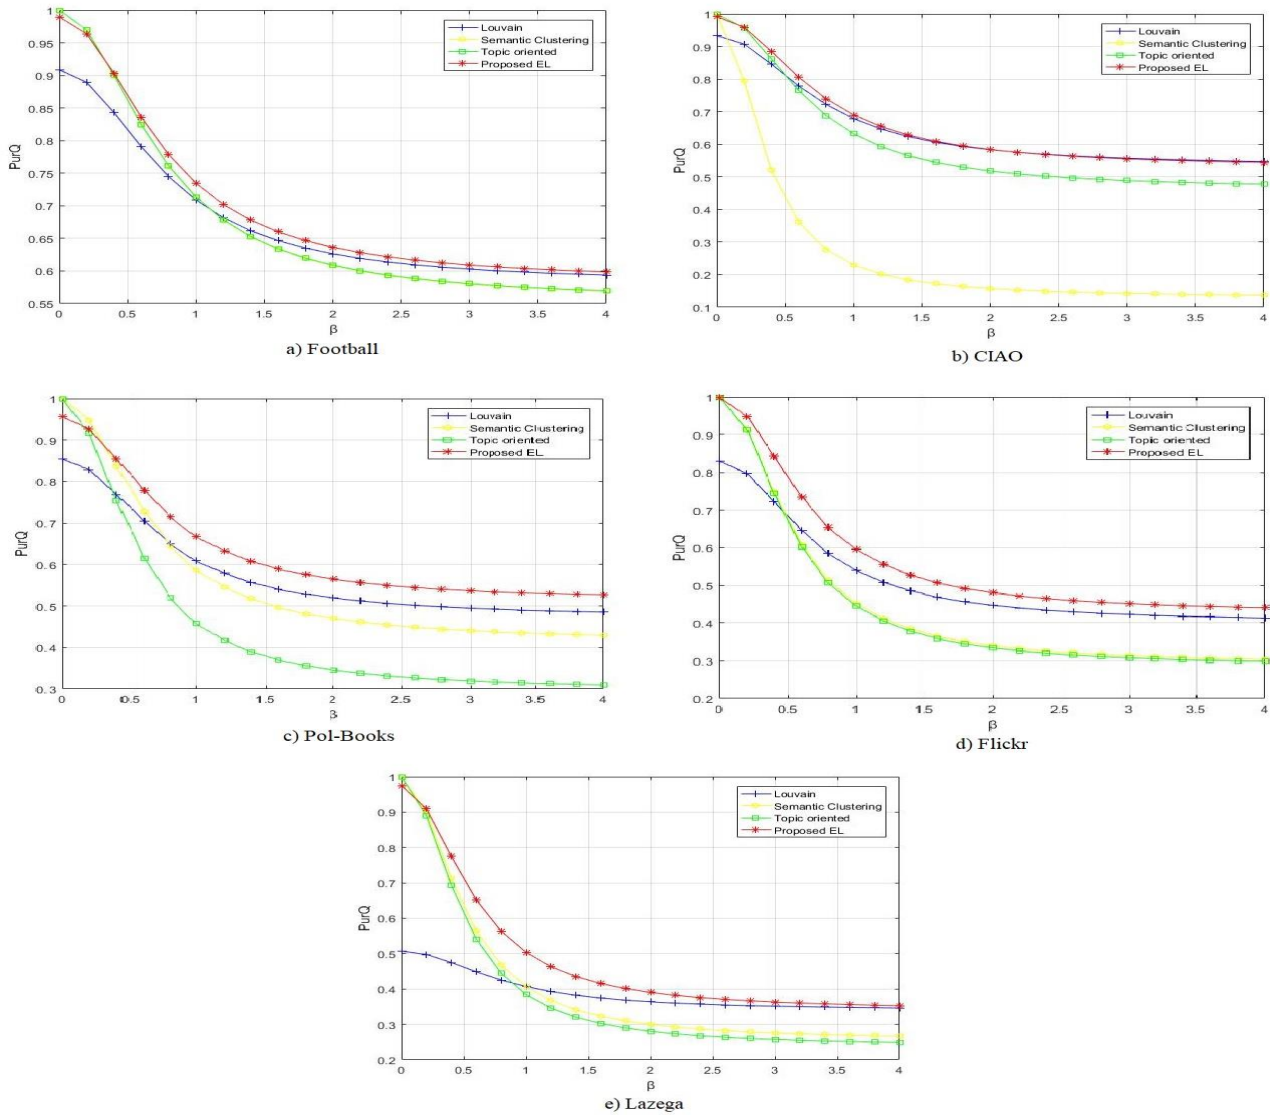 1
0.95
0.9
0.85
0.8
0.75
0.7
0.65
0.6
0.55
PurQ
Louvain
Semantic Clustering
Topic oriented
Proposed EL
0 0.5 1 1.5 2 2.5 3 3.5 4
β
a) Football
1
0.9
0.8
0.7
0.6
0.5
0.4
0.3
0.2
0.1
PurQ
Louvain
Semantic Clustering
Topic oriented
Proposed EL
0 0.5 1 1.5 2 2.5 3 3.5 4
β
b) CIAO
1
0.9
0.8
0.7
0.6
0.5
0.4
0.3
PurQ
Louvain
Semantic Clustering
Topic oriented
Proposed EL
0 0.5 1 1.5 2 2.5 3 3.5 4
β
c) Pol-Books
1
0.9
0.8
0.7
0.6
0.5
0.4
0.3
0.2
PurQ
Louvain
Semantic Clustering
Topic oriented
Proposed EL
0 0.5 1 1.5 2 2.5 3 3.5 4
β
d) Flickr
1
0.9
0.8
0.7
0.6
0.5
0.4
0.3
0.2
PurQ
Louvain
Semantic Clustering
Topic oriented
Proposed EL
0 0.5 1 1.5 2 2.5 3 3.5 4
β
e) Lazega